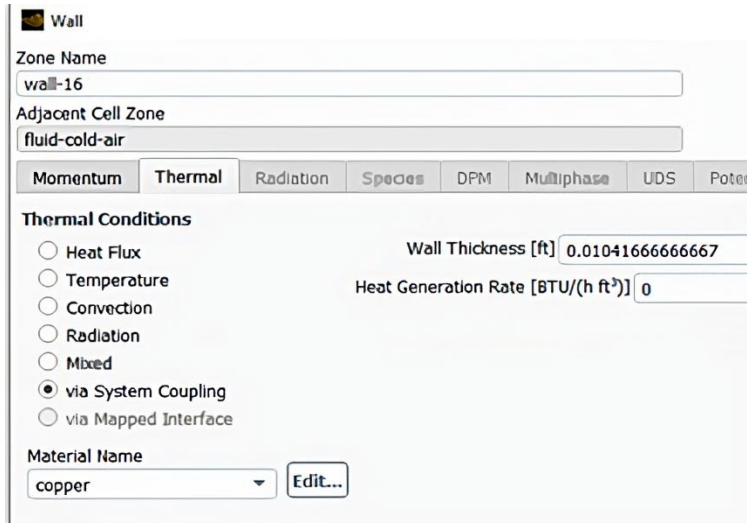 Wall
Zone Name
wall-16
Adjacent Cell Zone
fluid-cold-air
Momentum Thermal Radiation Species DPM Multiphase UDS
Thermal Conditions
Heat Flux
Temperature
Convection
Radiation
Mixed
via System Coupling
via Mapped Interface
Wall Thickness [ft] 0.01041666666667
Heat Generation Rate [BTU/(h ft³)] 0
Material Name
copper Edit...